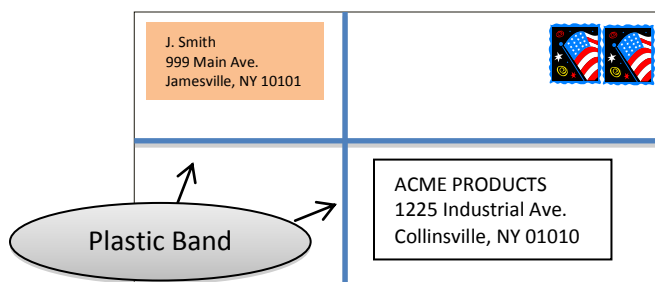 J. Smith
999 Main Ave.
Jamesville, NY 10101
ACME PRODUCTS
1225 Industrial Ave.
Collinsville, NY 01010
Plastic Band